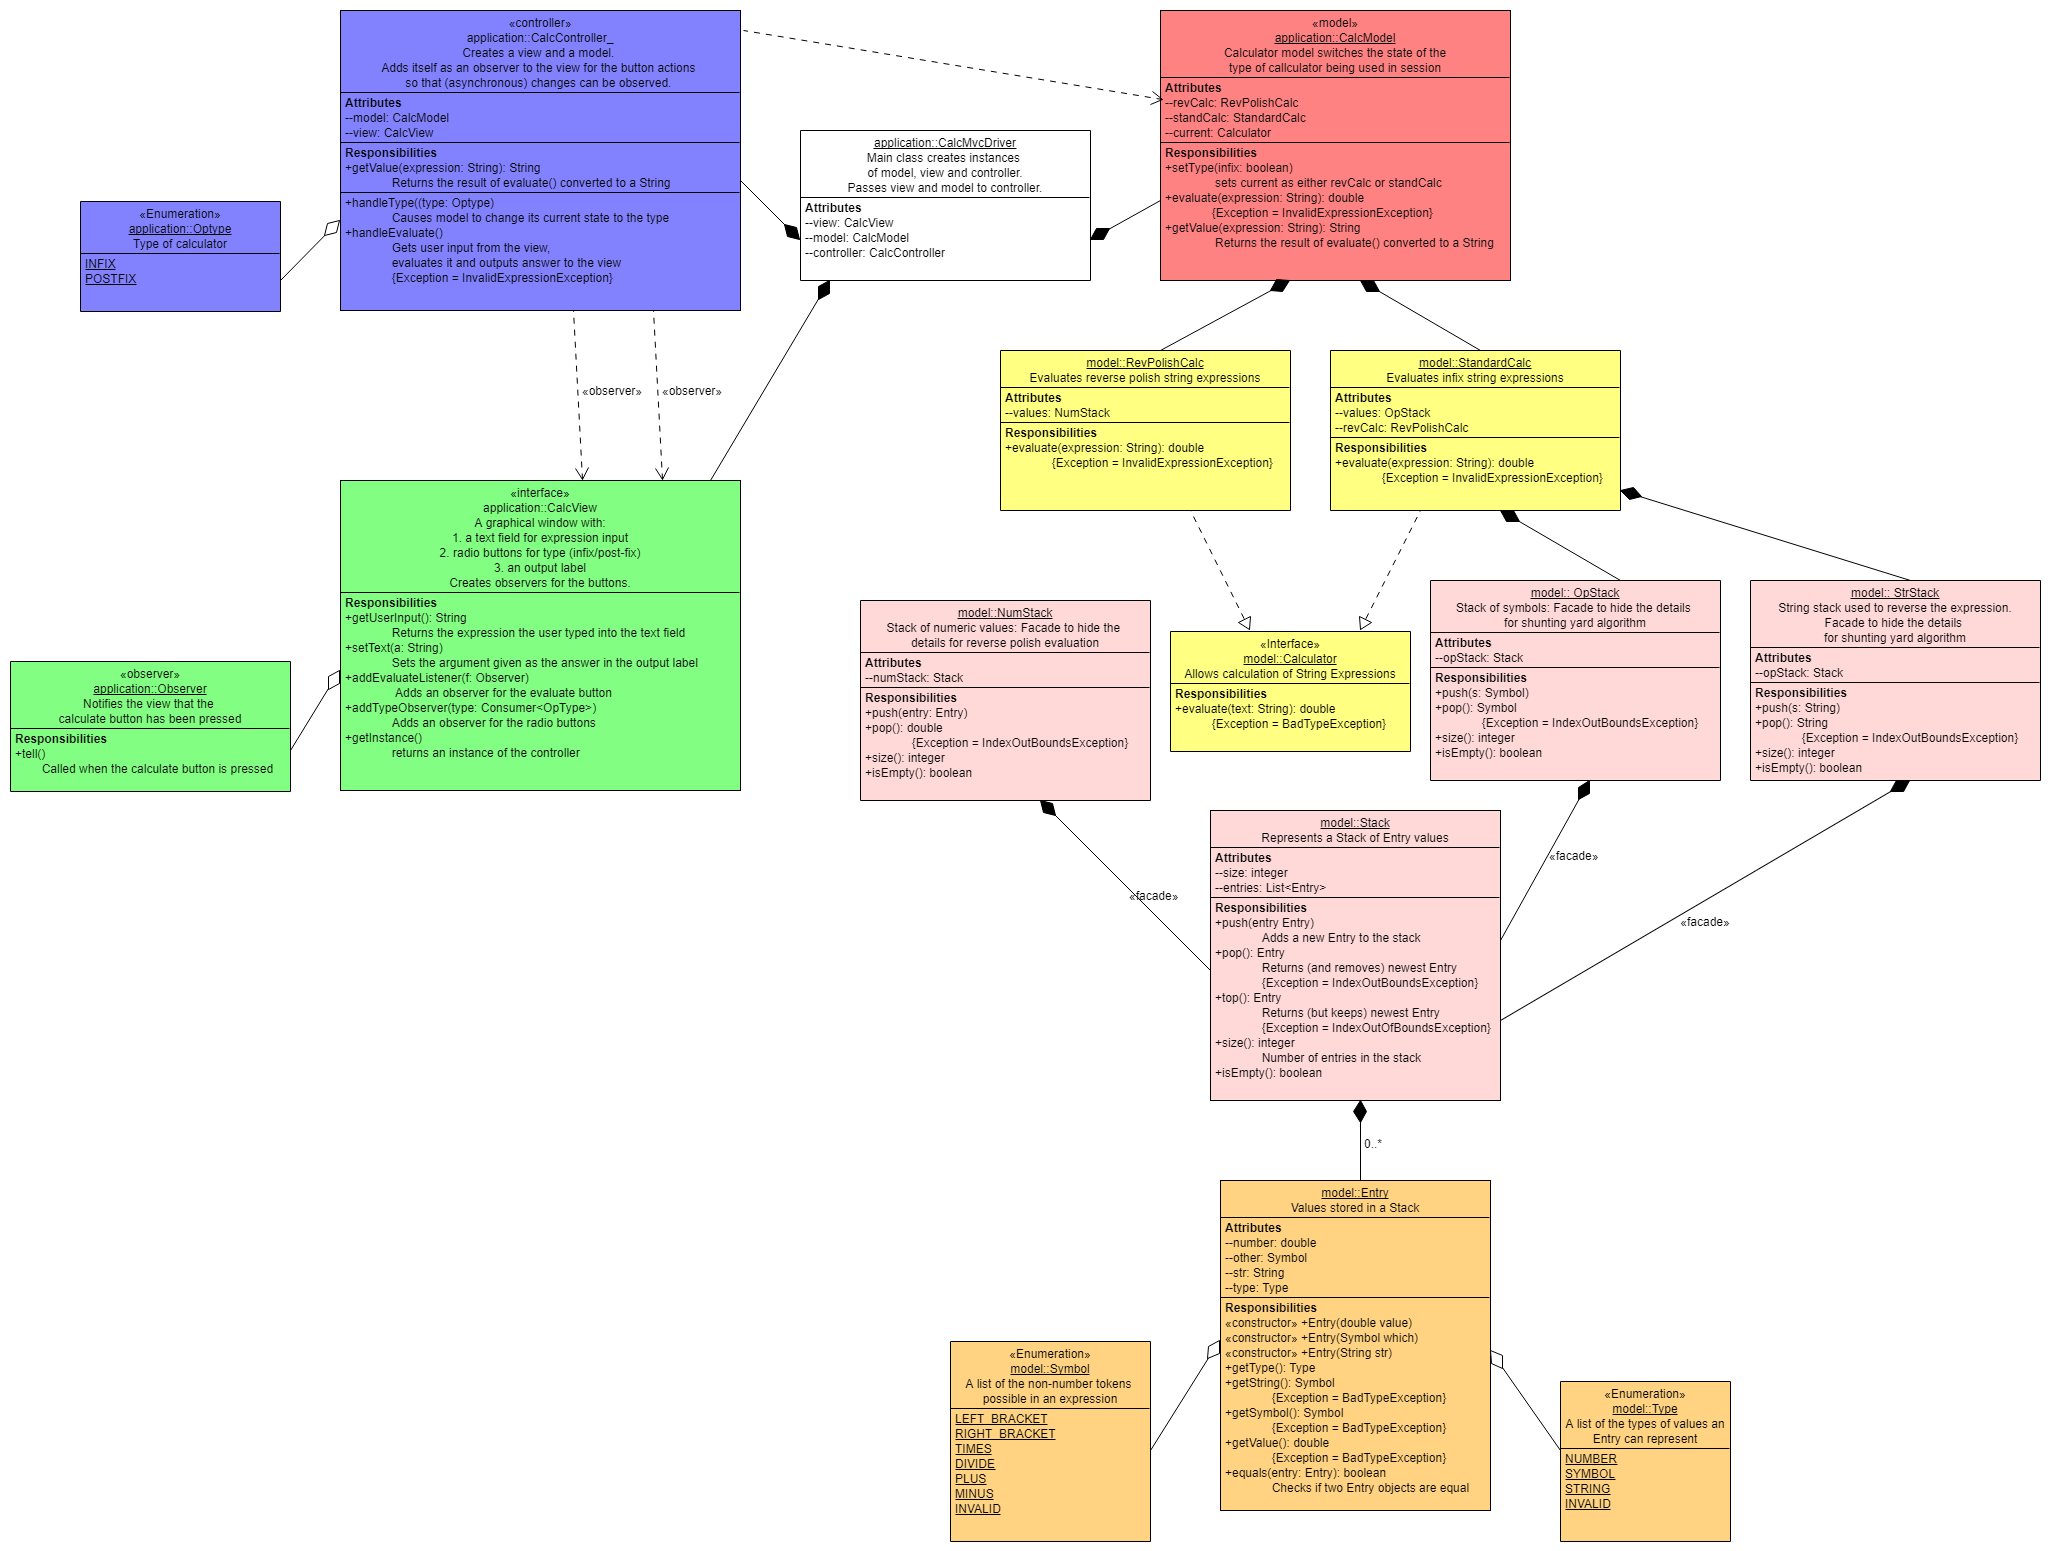 «controller»
application::CalcController_
Creates a view and a model.
Adds itself as an observer to the view for the button actions
so that (asynchronous) changes can be observed.
Attributes
--model: CalcModel
--view: CalcView
Responsibilities
+getValue(expression: String): String
Returns the result of evaluate() converted to a String
+handleType((type: Optype)
Causes model to change its current state to the type
+handleEvaluate()
Gets user input from the view,
evaluates it and outputs answer to the view
{Exception = InvalidExpressionException}
«Enumeration»
application::Optype
Type of calculator
INFIX
POSTFIX
application::CalcMvcDriver
Main class creates instances
of model, view and controller.
Passes view and model to controller.
Attributes
--view: CalcView
--model: CalcModel
--controller: CalcController
«model»
application::CalcModel
Calculator model switches the state of the
type of callculator being used in session
Attributes
--revCalc: RevPolishCalc
--standCalc: StandardCalc
--current: Calculator
Responsibilities
+setType(infix: boolean)
sets current as either revCalc or standCalc
+evaluate(expression: String): double
{Exception = InvalidExpressionException}
+getValue(expression: String): String
Returns the result of evaluate() converted to a String
«observer»
«observer»
model::RevPolishCalc
Evaluates reverse polish string expressions
Attributes
--values: NumStack
Responsibilities
+evaluate(expression: String): double
{Exception = InvalidExpressionException}
model::StandardCalc
Evaluates infix string expressions
Attributes
--values: OpStack
--revCalc: RevPolishCalc
Responsibilities
+evaluate(expression: String): double
{Exception = InvalidExpressionException}
«interface»
application::CalcView
A graphical window with:
1. a text field for expression input
2. radio buttons for type (infix/post-fix)
3. an output label
Creates observers for the buttons.
Responsibilities
+getUserInput(): String
Returns the expression the user typed into the text field
+setText(a: String)
Sets the argument given as the answer in the output label
+addEvaluateListener(f: Observer)
Adds an observer for the evaluate button
+addTypeObserver(type: Consumer<OpType>)
Adds an observer for the radio buttons
+getInstance()
returns an instance of the controller
«observer»
application::Observer
Notifies the view that the
calculate button has been pressed
Responsibilities
+tell()
Called when the calculate button is pressed
model::NumStack
Stack of numeric values: Facade to hide the
details for reverse polish evaluation
Attributes
--numStack: Stack
Responsibilities
+push(entry: Entry)
+pop(): double
{Exception = IndexOutBoundsException}
+size(): integer
+isEmpty(): boolean
«Interface»
model::Calculator
Allows calculation of String Expressions
Responsibilities
+evaluate(text: String): double
{Exception = BadTypeException}
model:: OpStack
Stack of symbols: Facade to hide the details
for shunting yard algorithm
Attributes
--opStack: Stack
Responsibilities
+push(s: Symbol)
+pop(): Symbol
{Exception = IndexOutBoundsException}
+size(): integer
+isEmpty(): boolean
model:: StrStack
String stack used to reverse the expression.
Facade to hide the details
for shunting yard algorithm
Attributes
--opStack: Stack
Responsibilities
+push(s: String)
+pop(): String
{Exception = IndexOutBoundsException}
+size(): integer
+isEmpty(): boolean
«facade»
«facade»
«facade»
model::Stack
Represents a Stack of Entry values
Attributes
--size: integer
--entries: List<Entry>
Responsibilities
+push(entry Entry)
Adds a new Entry to the stack
+pop(): Entry
Returns (and removes) newest Entry
{Exception = IndexOutBoundsException}
+top(): Entry
Returns (but keeps) newest Entry
{Exception = IndexOutOfBoundsException}
+size(): integer
Number of entries in the stack
+isEmpty(): boolean
0..*
model::Entry
Values stored in a Stack
Attributes
--number: double
--other: Symbol
--str: String
--type: Type
Responsibilities
«constructor» +Entry(double value)
«constructor» +Entry(Symbol which)
«constructor» +Entry(String str)
+getType(): Type
+getString(): Symbol
{Exception = BadTypeException}
+getSymbol(): Symbol
{Exception = BadTypeException}
+getValue(): double
{Exception = BadTypeException}
+equals(entry: Entry): boolean
Checks if two Entry objects are equal
«Enumeration»
model::Symbol
A list of the non-number tokens
possible in an expression
LEFT_BRACKET
RIGHT_BRACKET
TIMES
DIVIDE
PLUS
MINUS
INVALID
«Enumeration»
model::Type
A list of the types of values an
Entry can represent
NUMBER
SYMBOL
STRING
INVALID